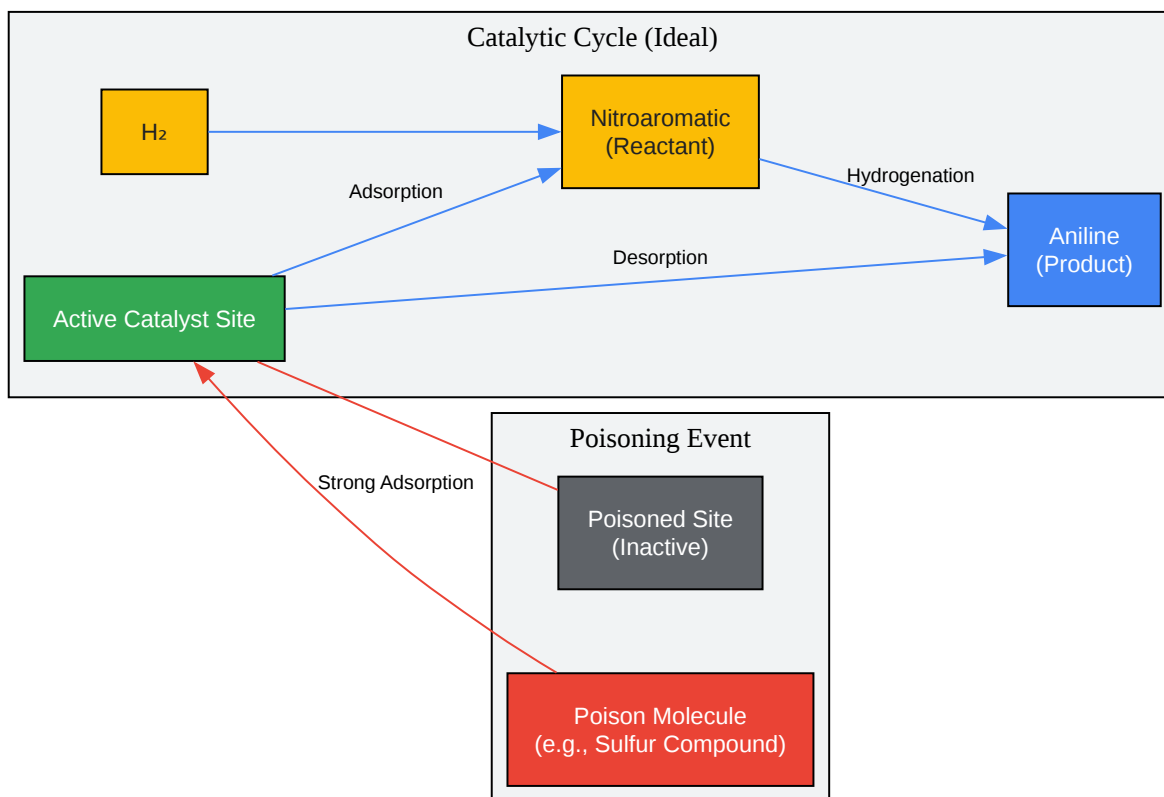 Catalytic Cycle (Ideal)
H₂
Nitroaromatic
(Reactant)
Adsorption
Hydrogenation
Aniline
(Product)
Desorption
Active Catalyst Site
Poisoning Event
Strong Adsorption
Poisoned Site
(Inactive)
Poison Molecule
(e.g., Sulfur Compound)